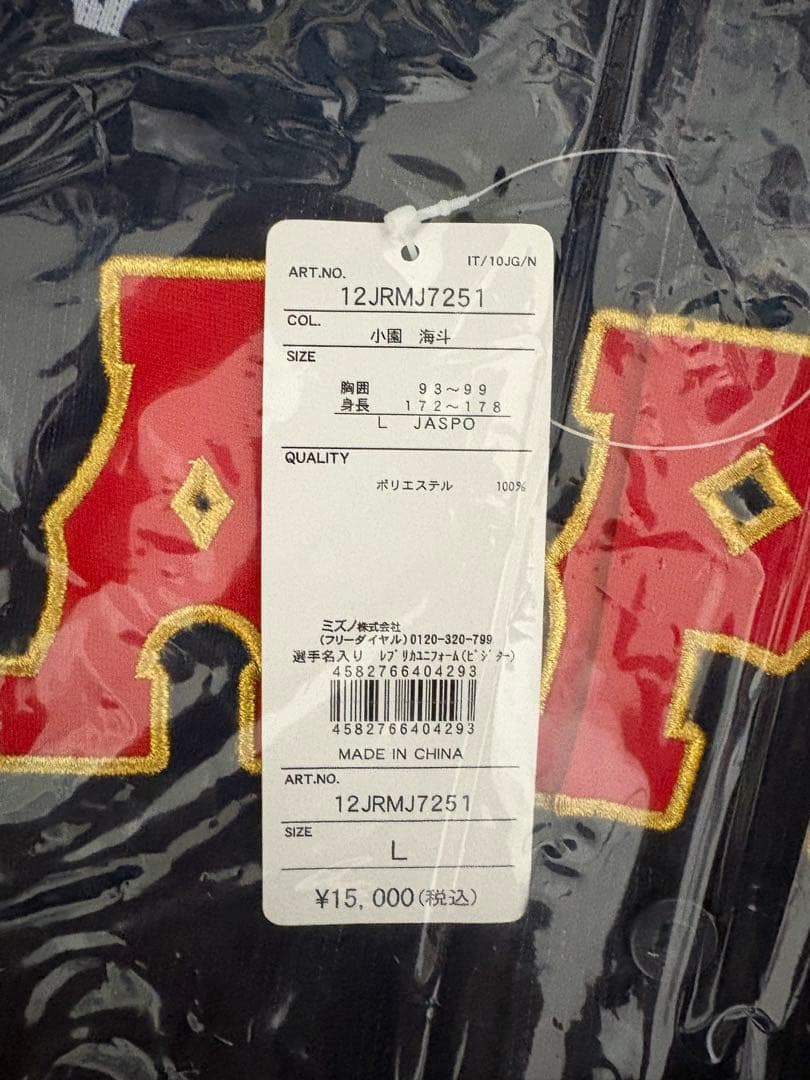 IT/10JG/N
ART.NO.
12JRMJ7251
COL.
小園 海斗
SIZE
胸囲 93～99
身長 172～178
L JASPO
QUALITY
ポリエステル 100%
ミズノ株式会社
(フリーダイヤル)0120-320-799
選手名入り ﾚﾌﾟﾘｶﾕﾆﾌｫｰﾑ(ﾋﾞｼﾞﾀｰ)
4582766404293
4582766404293
MADE IN CHINA
ART.NO.
12JRMJ7251
SIZE
L
¥15,000(税込)